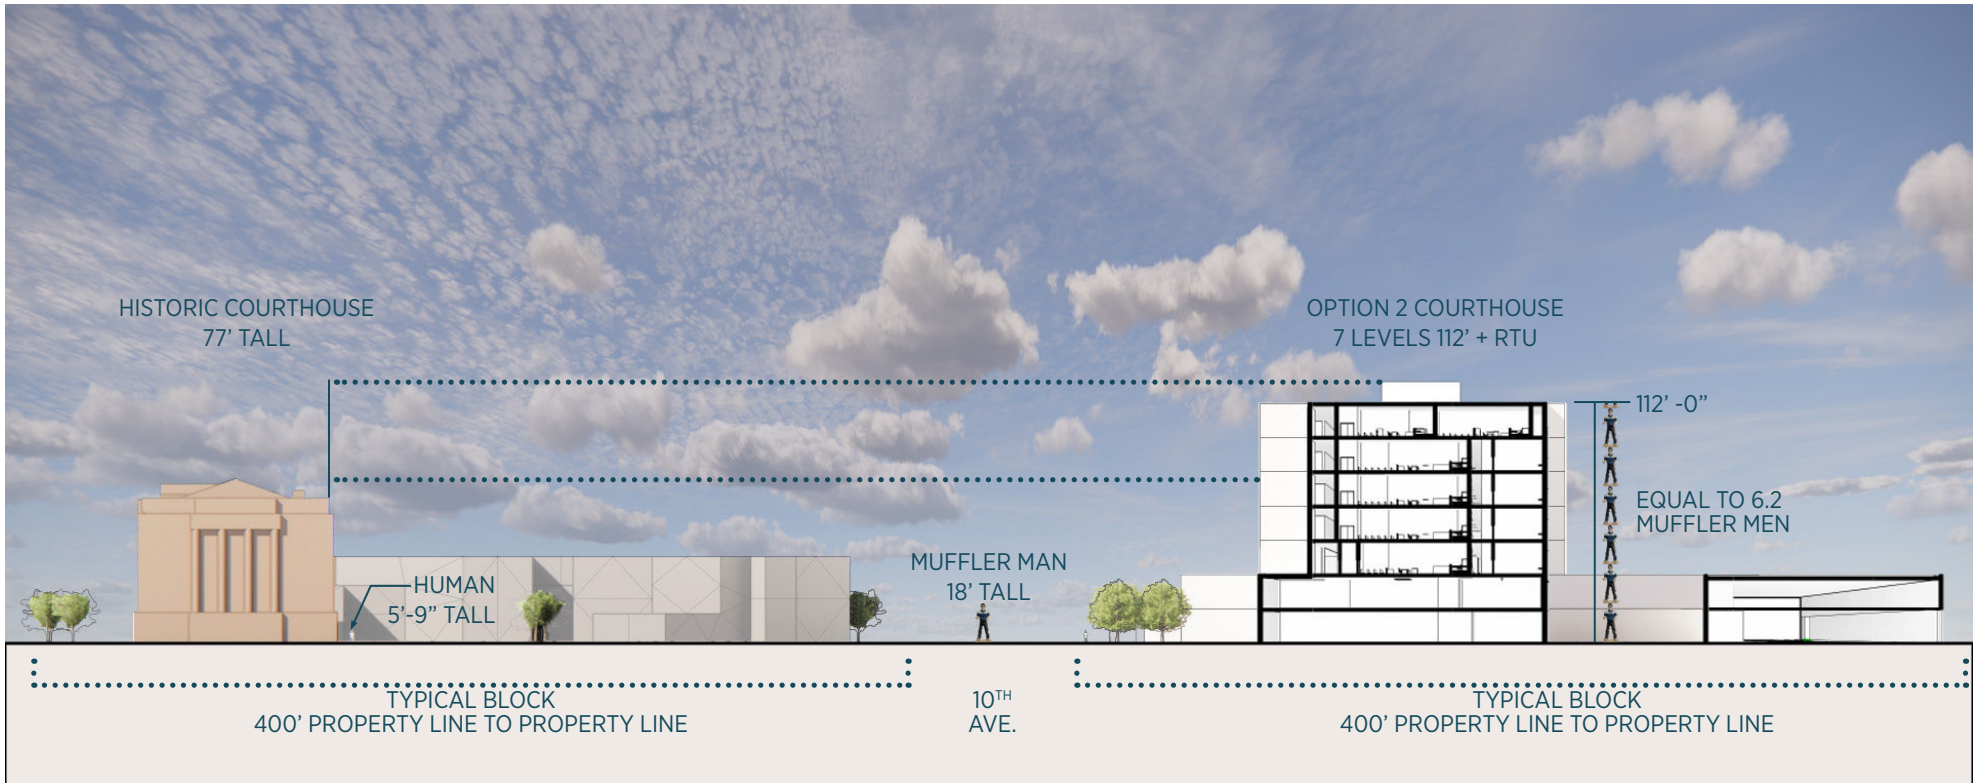 HISTORIC COURTHOUSE
77’ TALL
OPTION 2 COURTHOUSE
7 LEVELS 112’ + RTU
112’ -0”
EQUAL TO 6.2
MUFFLER MEN
MUFFLER MAN
18’ TALL
HUMAN
5’-9” TALL
TYPICAL BLOCK
400’ PROPERTY LINE TO PROPERTY LINE
10TH
AVE.
TYPICAL BLOCK
400’ PROPERTY LINE TO PROPERTY LINE